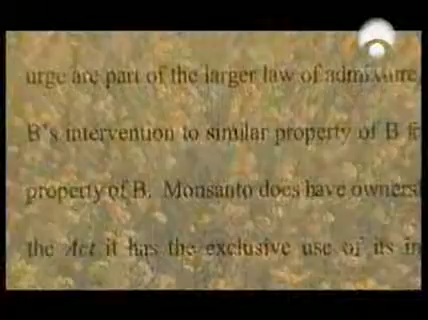 urge are part of the larger law of admixture,
B's intervention to similar property of B
property of B. Monsanto does have
the Act it has the exclusive use of its